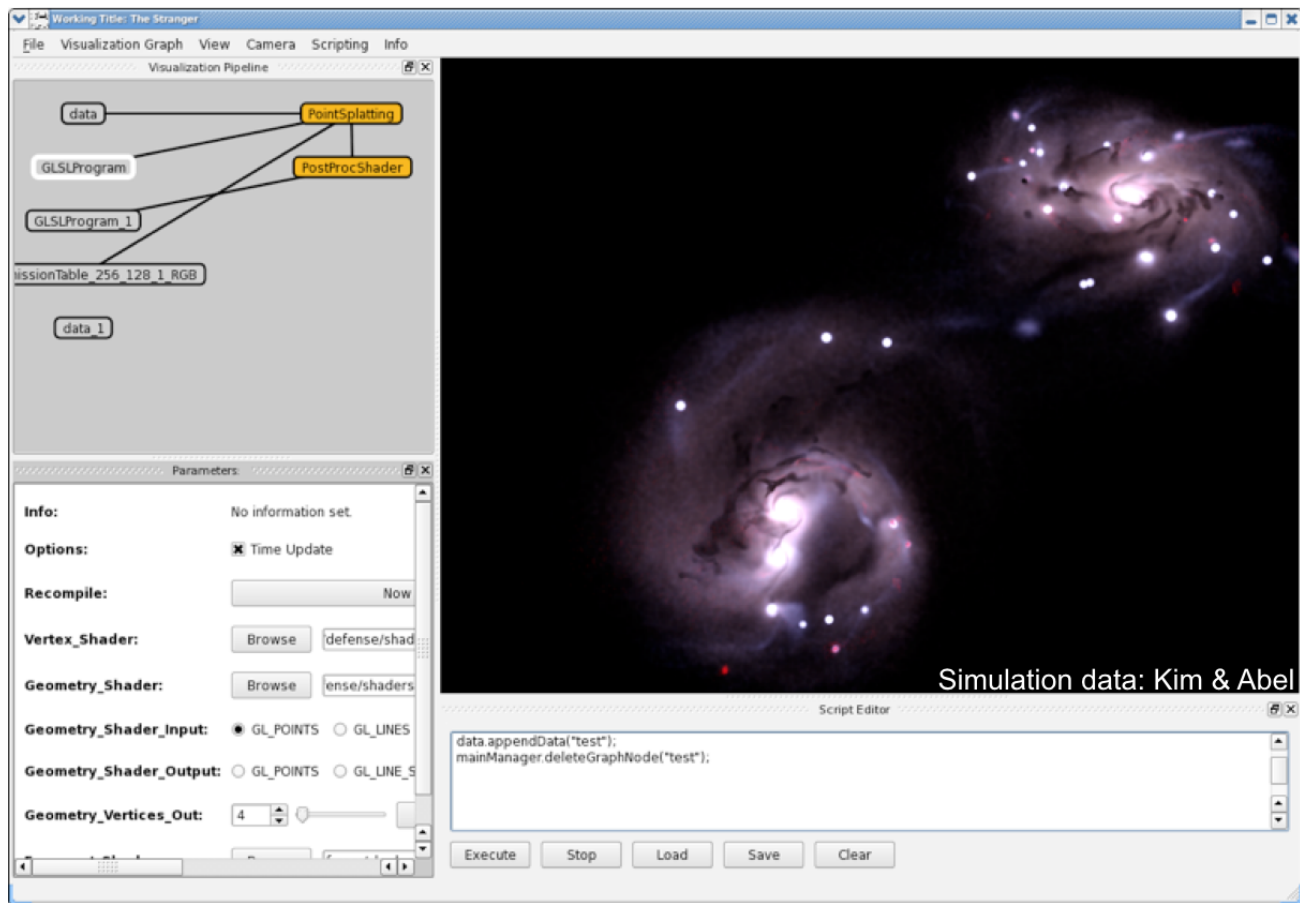 Working Title: The Stranger
File Visualization Graph View Camera Scripting Info
Visualization Pipeline
data
PointSplatting
GLSLProgram
PostProcShader
GLSLProgram_1
issionTable_256_128_1_RGB
data_1
Parameters
Info: No information set.
Options: Time Update
Recompile: Now
Vertex_Shader: Browse defense/shad
Geometry_Shader: Browse ense/shaders
Geometry_Shader_Input: GL_POINTS GL_LINES
Geometry_Shader_Output: GL_POINTS GL_LINE_S
Geometry_Vertices_Out: 4
Simulation data: Kim & Abel
Script Editor
data.appendData("test");
mainManager.deleteGraphNode("test");
Execute Stop Load Save Clear